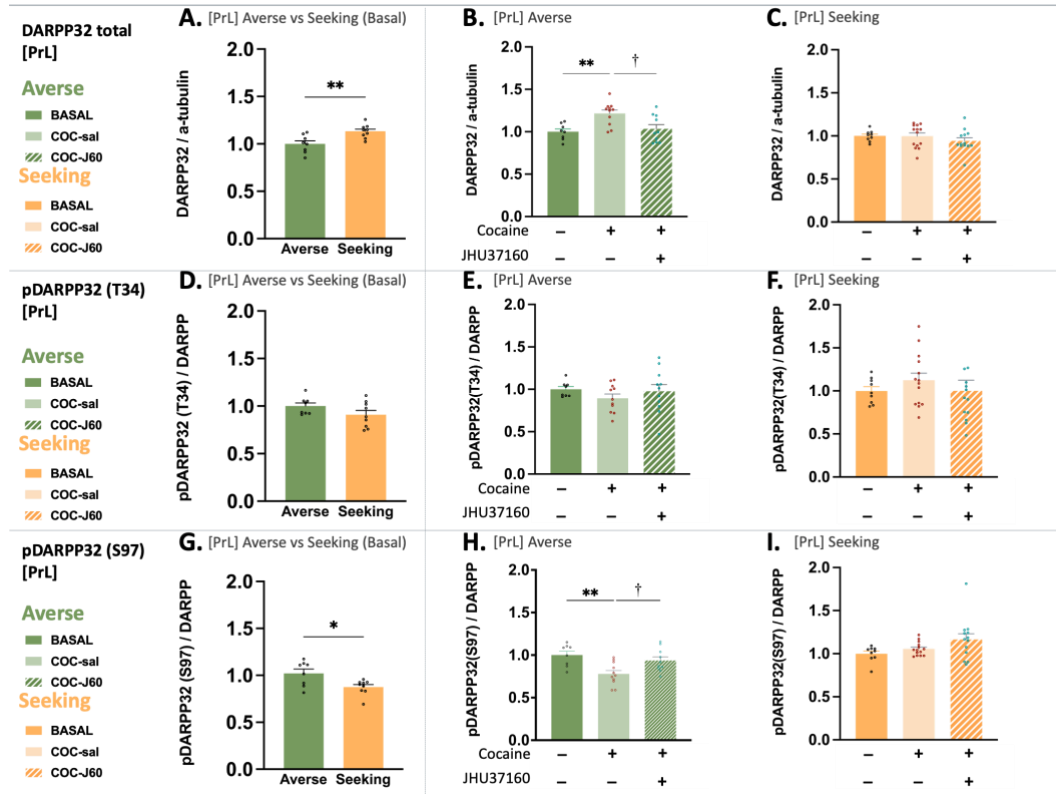 DARPP32 total
[PrL]
Averse
BASAL
COC-sal
COC-J60
Seeking
BASAL
COC-sal
COC-J60
A. [PrL] Averse vs Seeking (Basal)
DARPP32 / a-tubulin
2.0
1.5
1.0
0.5
0.0
**
Averse Seeking
B. [PrL] Averse
DARPP32 / a-tubulin
2.0
1.5
1.0
0.5
0.0
** †
Cocaine – + +
JHU37160 – – +
C. [PrL] Seeking
DARPP32 / a-tubulin
2.0
1.5
1.0
0.5
0.0
– + +
– – +
pDARPP32 (T34)
[PrL]
Averse
BASAL
COC-sal
COC-J60
Seeking
BASAL
COC-sal
COC-J60
D. [PrL] Averse vs Seeking (Basal)
pDARPP32 (T34) / DARPP
2.0
1.5
1.0
0.5
0.0
Averse Seeking
E. [PrL] Averse
pDARPP32(T34) / DARPP
2.0
1.5
1.0
0.5
0.0
Cocaine – + +
JHU37160 – – +
F. [PrL] Seeking
pDARPP32(T34) / DARPP
2.0
1.5
1.0
0.5
0.0
– + +
– – +
pDARPP32 (S97)
[PrL]
Averse
BASAL
COC-sal
COC-J60
Seeking
BASAL
COC-sal
COC-J60
G. [PrL] Averse vs Seeking (Basal)
pDARPP32 (S97) / DARPP
2.0
1.5
1.0
0.5
0.0
*
Averse Seeking
H. [PrL] Averse
pDARPP32(S97) / DARPP
2.0
1.5
1.0
0.5
0.0
** †
Cocaine – + +
JHU37160 – – +
I. [PrL] Seeking
pDARPP32(S97) / DARPP
2.0
1.5
1.0
0.5
0.0
– + +
– – +